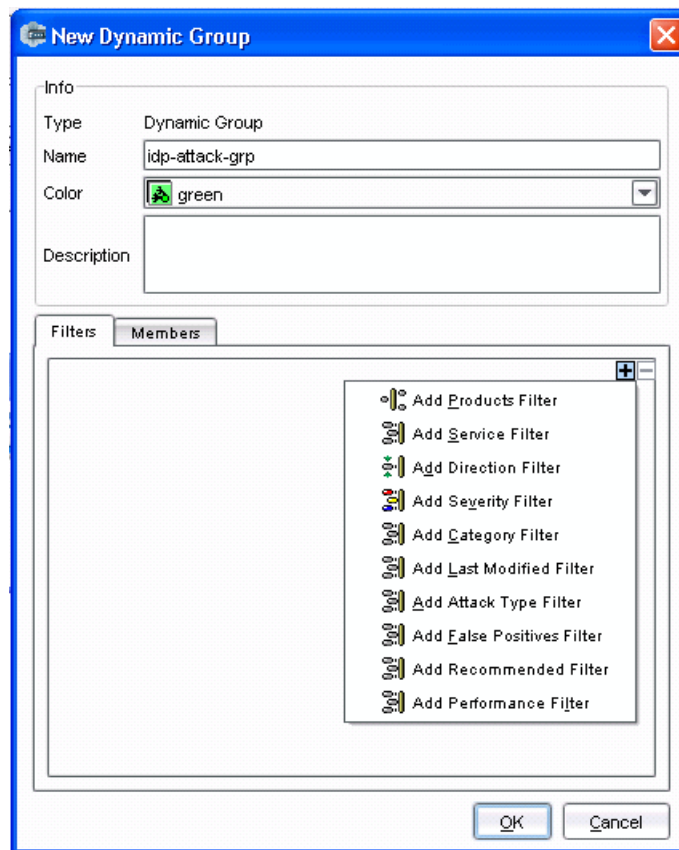 New Dynamic Group
Info
Type Dynamic Group
Name idp-attack-grp
Color green
Description
Filters Members
Add Products Filter
Add Service Filter
Add Direction Filter
Add Severity Filter
Add Category Filter
Add Last Modified Filter
Add Attack Type Filter
Add False Positives Filter
Add Recommended Filter
Add Performance Filter
OK Cancel